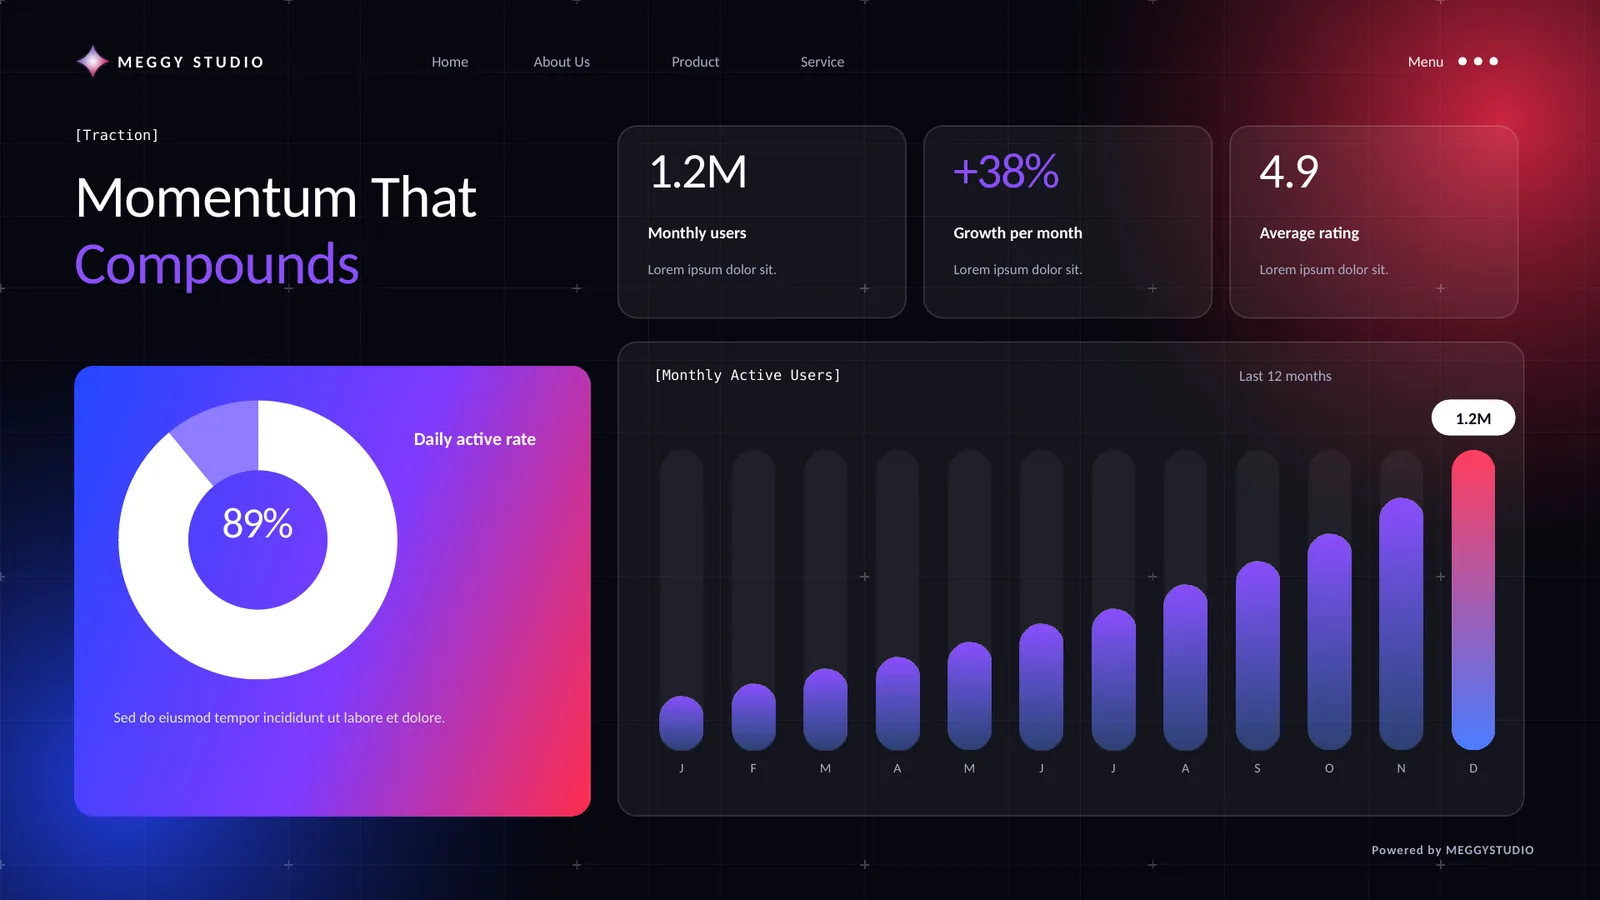 MEGGY STUDIO
Home
About Us
Product
Service
Menu
[Traction]
Momentum That
Compounds
1.2M
Monthly users
Lorem ipsum dolor sit.
+38%
Growth per month
Lorem ipsum dolor sit.
4.9
Average rating
Lorem ipsum dolor sit.
Daily active rate
89%
Sed do eiusmod tempor incididunt ut labore et dolore.
[Monthly Active Users]
Last 12 months
1.2M
J F M A M J J A S O N D
Powered by MEGGYSTUDIO